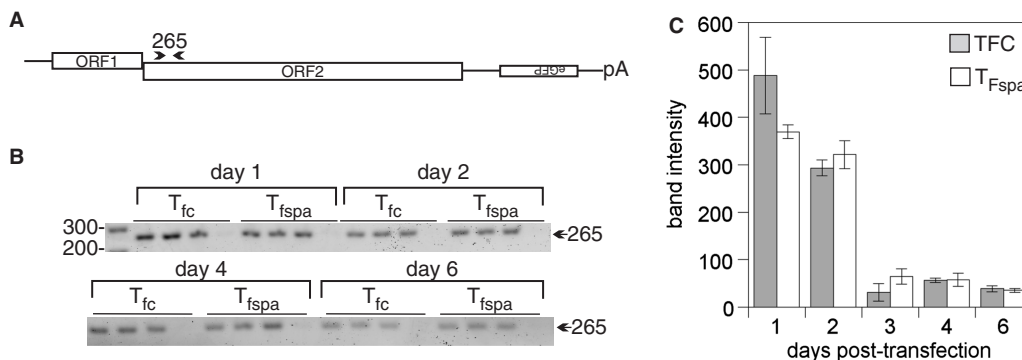 A
265
ORF1
ORF2
eGFP
pA
B
day 1
day 2
Tfc
Tfspa
Tfc
Tfspa
300-
200-
265
day 4
day 6
Tfc
Tfspa
Tfc
Tfspa
265
C
600
500
400
300
200
100
0
band intensity
TFC
TFspa
1 2 3 4 6
days post-transfection